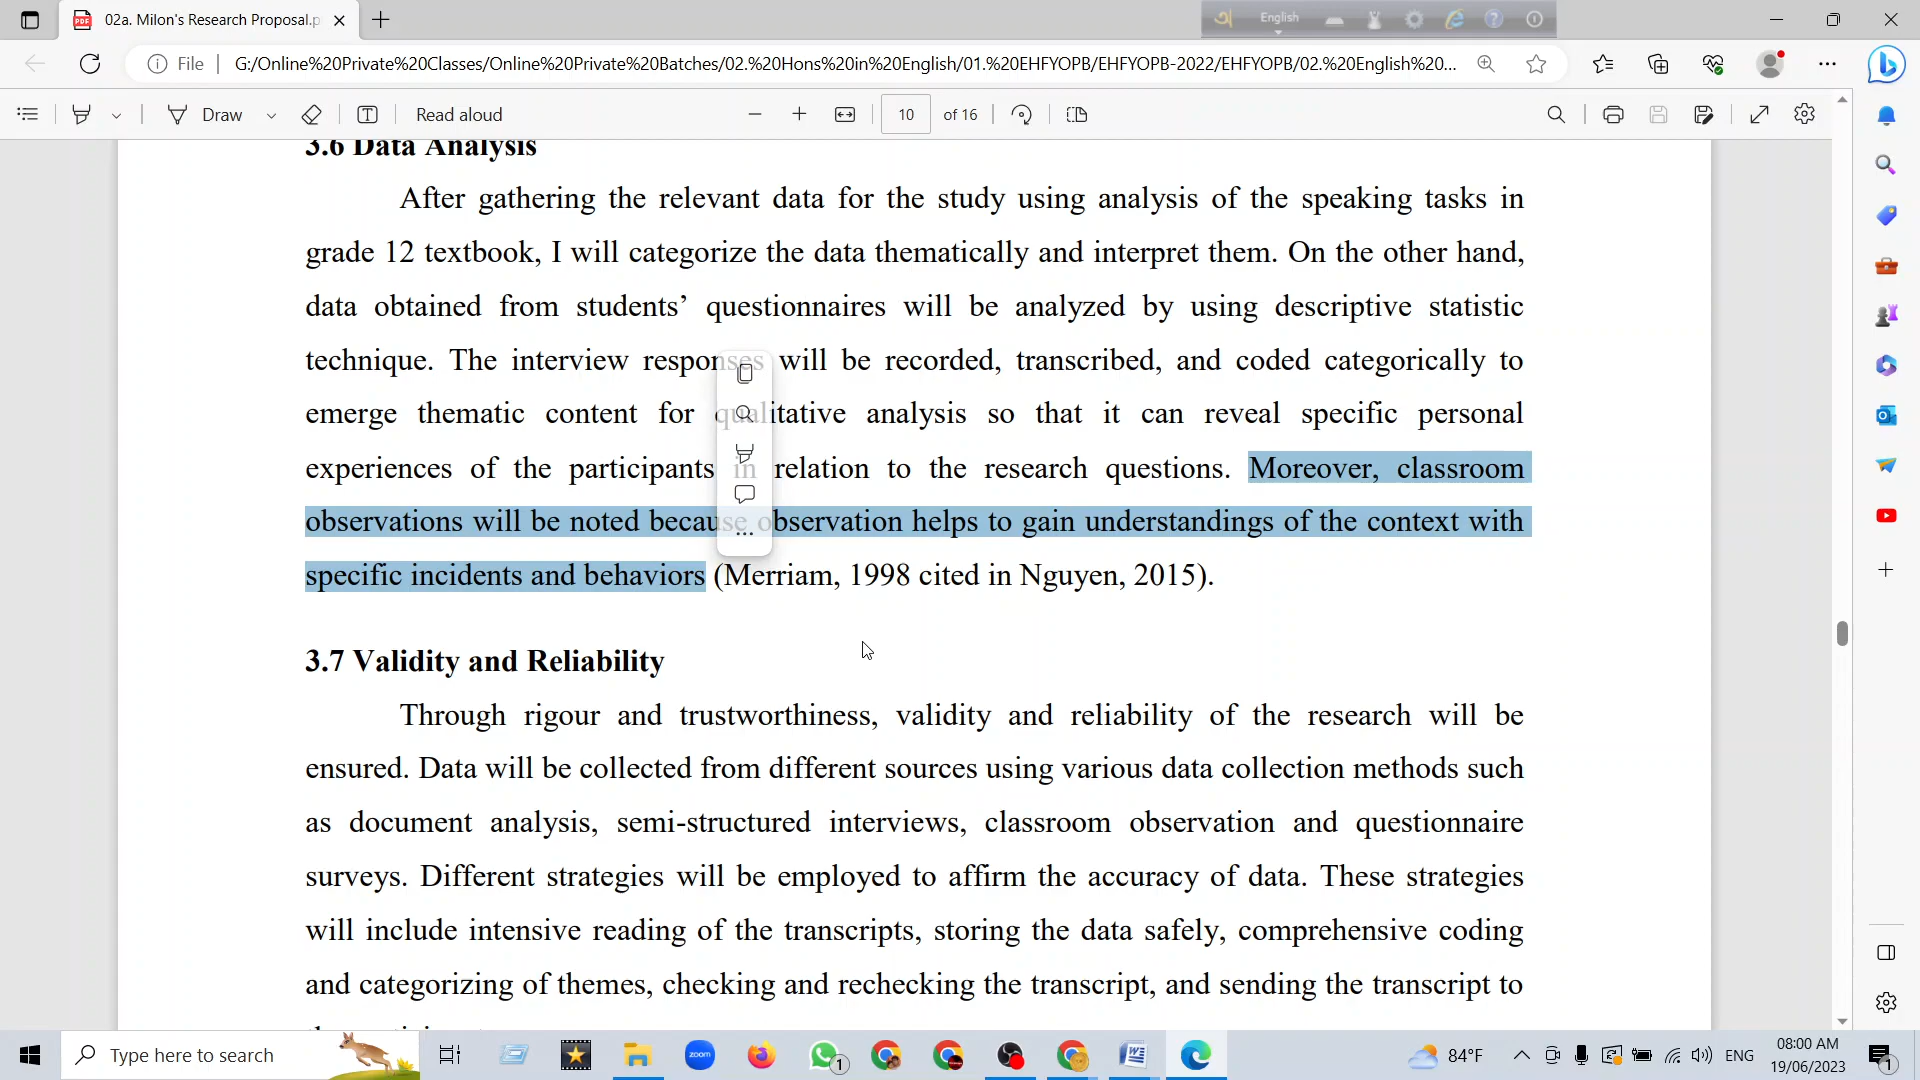 02a. Milon's Research Proposal.p
English
File
G:/Online%20Private%20Classes/Online%20Private%20Batches/02.%20Hons%20in%20English/01.%20EHFYOPB/EHFYOPB-2022/EHFYOPB/02.%20English%20...
Draw
Read aloud
10
of 16
3.6 Data Analysis
After gathering the relevant data for the study using analysis of the speaking tasks in
grade 12 textbook, I will categorize the data thematically and interpret them. On the other hand,
data obtained from students’ questionnaires will be analyzed by using descriptive statistic
technique. The interview responses will be recorded, transcribed, and coded categorically to
emerge thematic content for qualitative analysis so that it can reveal specific personal
experiences of the participants in relation to the research questions. Moreover, classroom
observations will be noted because observation helps to gain understandings of the context with
specific incidents and behaviors (Merriam, 1998 cited in Nguyen, 2015).
3.7 Validity and Reliability
Through rigour and trustworthiness, validity and reliability of the research will be
ensured. Data will be collected from different sources using various data collection methods such
as document analysis, semi-structured interviews, classroom observation and questionnaire
surveys. Different strategies will be employed to affirm the accuracy of data. These strategies
will include intensive reading of the transcripts, storing the data safely, comprehensive coding
and categorizing of themes, checking and rechecking the transcript, and sending the transcript to
Type here to search
zoom
1
84°F
ENG
08:00 AM
19/06/2023
1